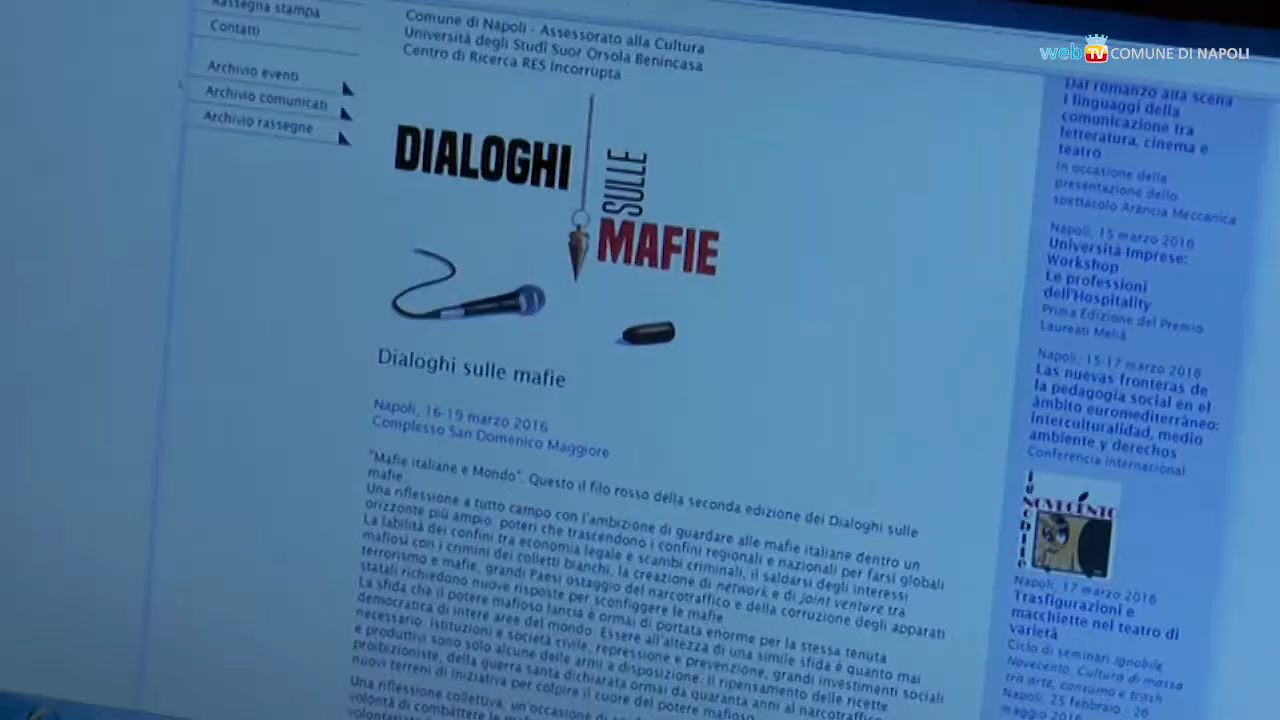 Rassegna stampa
Contatti
Archivio eventi
Archivio comunicati
Archivio rassegne
Comune di Napoli - Assessorato alla Cultura
Università degli Studi Suor Orsola Benincasa
Centro di Ricerca RES Incorrupta
DIALOGHI
SULLE
MAFIE
Dialoghi sulle mafie
Napoli, 16-19 marzo 2016
Complesso San Domenico Maggiore
"Mafie italiane e Mondo". Questo il filo rosso della seconda edizione dei Dialoghi sulle
mafie.
Una riflessione a tutto campo con l'ambizione di guardare alle mafie italiane dentro un
orizzonte più ampio: poteri che trascendono i confini regionali e nazionali per farsi globali
La labilità dei confini tra economia legale e scambi criminali, il saldarsi degli interessi
mafiosi con i crimini dei colletti bianchi, la creazione di network e di joint venture tra
terrorismo e mafie, grandi Paesi ostaggio del narcotraffico e della corruzione degli apparati
statali richiedono nuove risposte per sconfiggere le mafie
La sfida che il potere mafioso lancia è ormai di portata enorme per la stessa tenuta
democratica di intere aree del mondo. Essere all'altezza di una simile sfida è quanto mai
necessario. Istituzioni e società civile, repressione e prevenzione, grandi investimenti sociali
e produttivi sono solo alcune delle armi a disposizione. Il ripensamento delle ricette
proibizioniste, della guerra santa dichiarata ormai da quaranta anni al narcotraffico
nuovi terreni di iniziativa per colpire il cuore del potere mafioso
Una riflessione collettiva, un'occasione di
volontà di combattere le
web TV COMUNE DI NAPOLI
Dal romanzo alla scena
I linguaggi della
comunicazione tra
letteratura, cinema e
teatro
In occasione della
presentazione dello
spettacolo Arancia Meccanica
Napoli, 15 marzo 2016
Università-Imprese:
Workshop
Le professioni
dell'Hospitality
Prima Edizione del Premio
Laureati Melià
Napoli, 15-17 marzo 2016
Las nuevas fronteras de
la pedagogia social en el
àmbito euromediterràneo:
interculturalidad, medio
ambiente y derechos
Conferencia Internacional
Ignobile
NOVECENTO
Napoli, 17 marzo 2016
Trasfigurazioni e
macchiette nel teatro di
varietà
Ciclo di seminari Ignobile
Novecento. Cultura di massa
tra arte, consumo e trash
Napoli, 25 febbraio - 26
maggio 2016